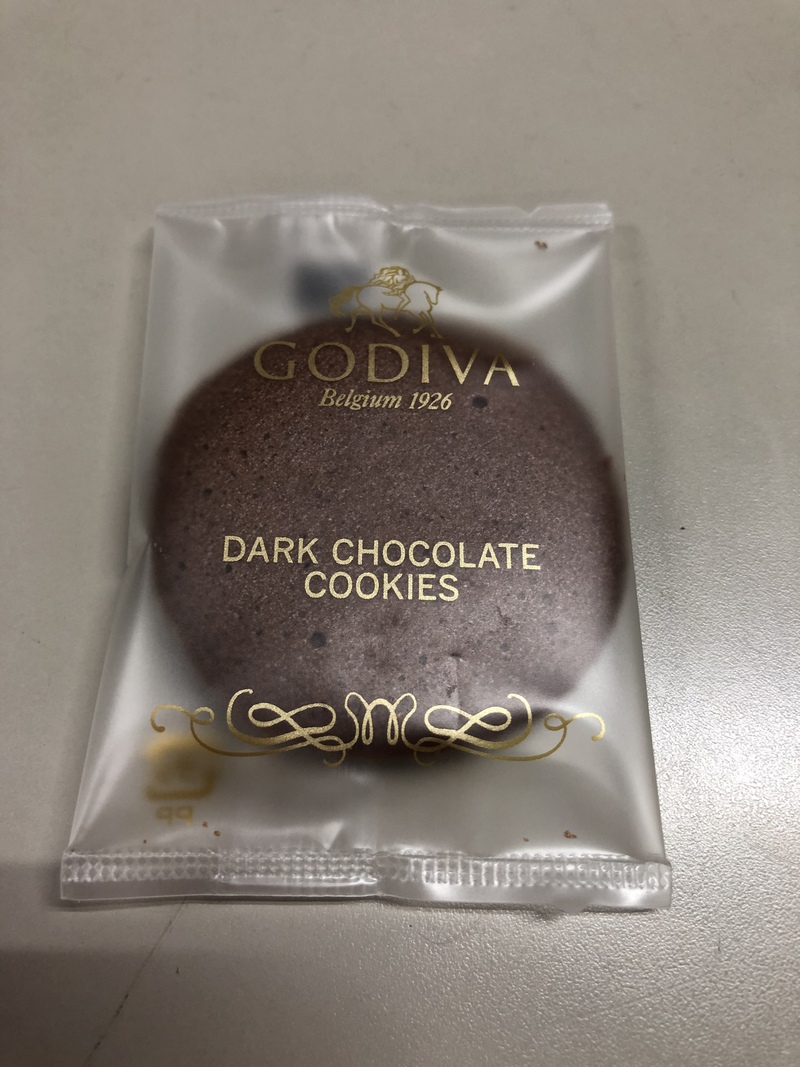 GODIVA
Belgium 1926
DARK CHOCOLATE
COOKIES